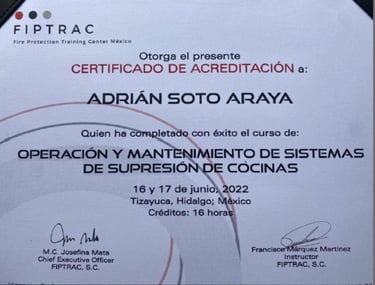 FIPTRAC
Fire Protection Training Center México
Otorga el presente
CERTIFICADO DE ACREDITACIÓN a:
ADRIÁN SOTO ARAYA
Quien ha completado con éxito el curso de:
OPERACIÓN Y MANTENIMIENTO DE SISTEMAS
DE SUPRESIÓN DE COCINAS
16 y 17 de junio, 2022
Tizayuca, Hidalgo; México
Créditos: 16 horas
M.C. Josefina Mata
Chief Executive Officer
FIPTRAC, S.C.
Francisco Márquez Martínez
Instructor
FIPTRAC, S.C.